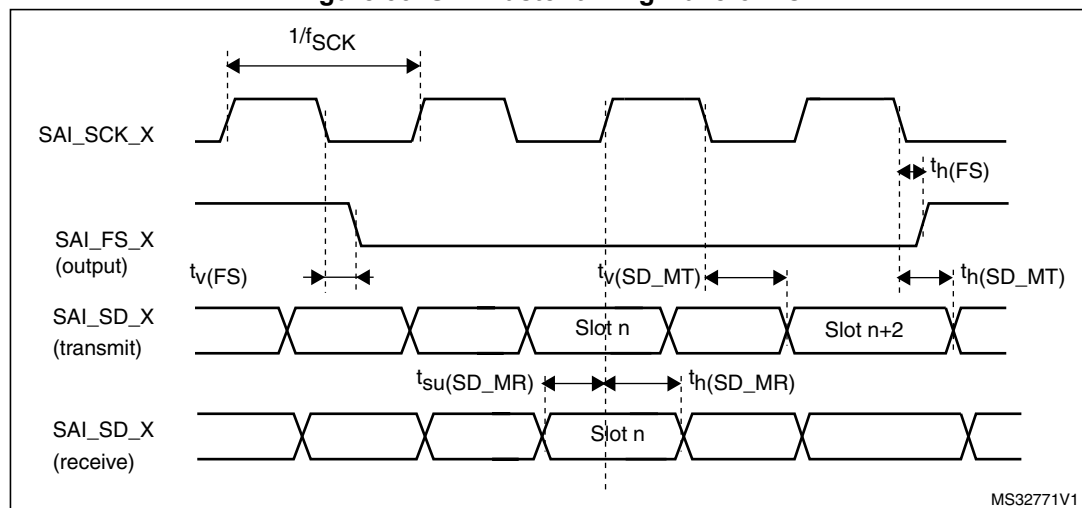 1/fSCK
SAI_SCK_X
th(FS)
SAI_FS_X
(output)
tv(FS)
tv(SD_MT)
th(SD_MT)
SAI_SD_X
(transmit)
Slot n
Slot n+2
tsu(SD_MR)
th(SD_MR)
SAI_SD_X
(receive)
Slot n
MS32771V1